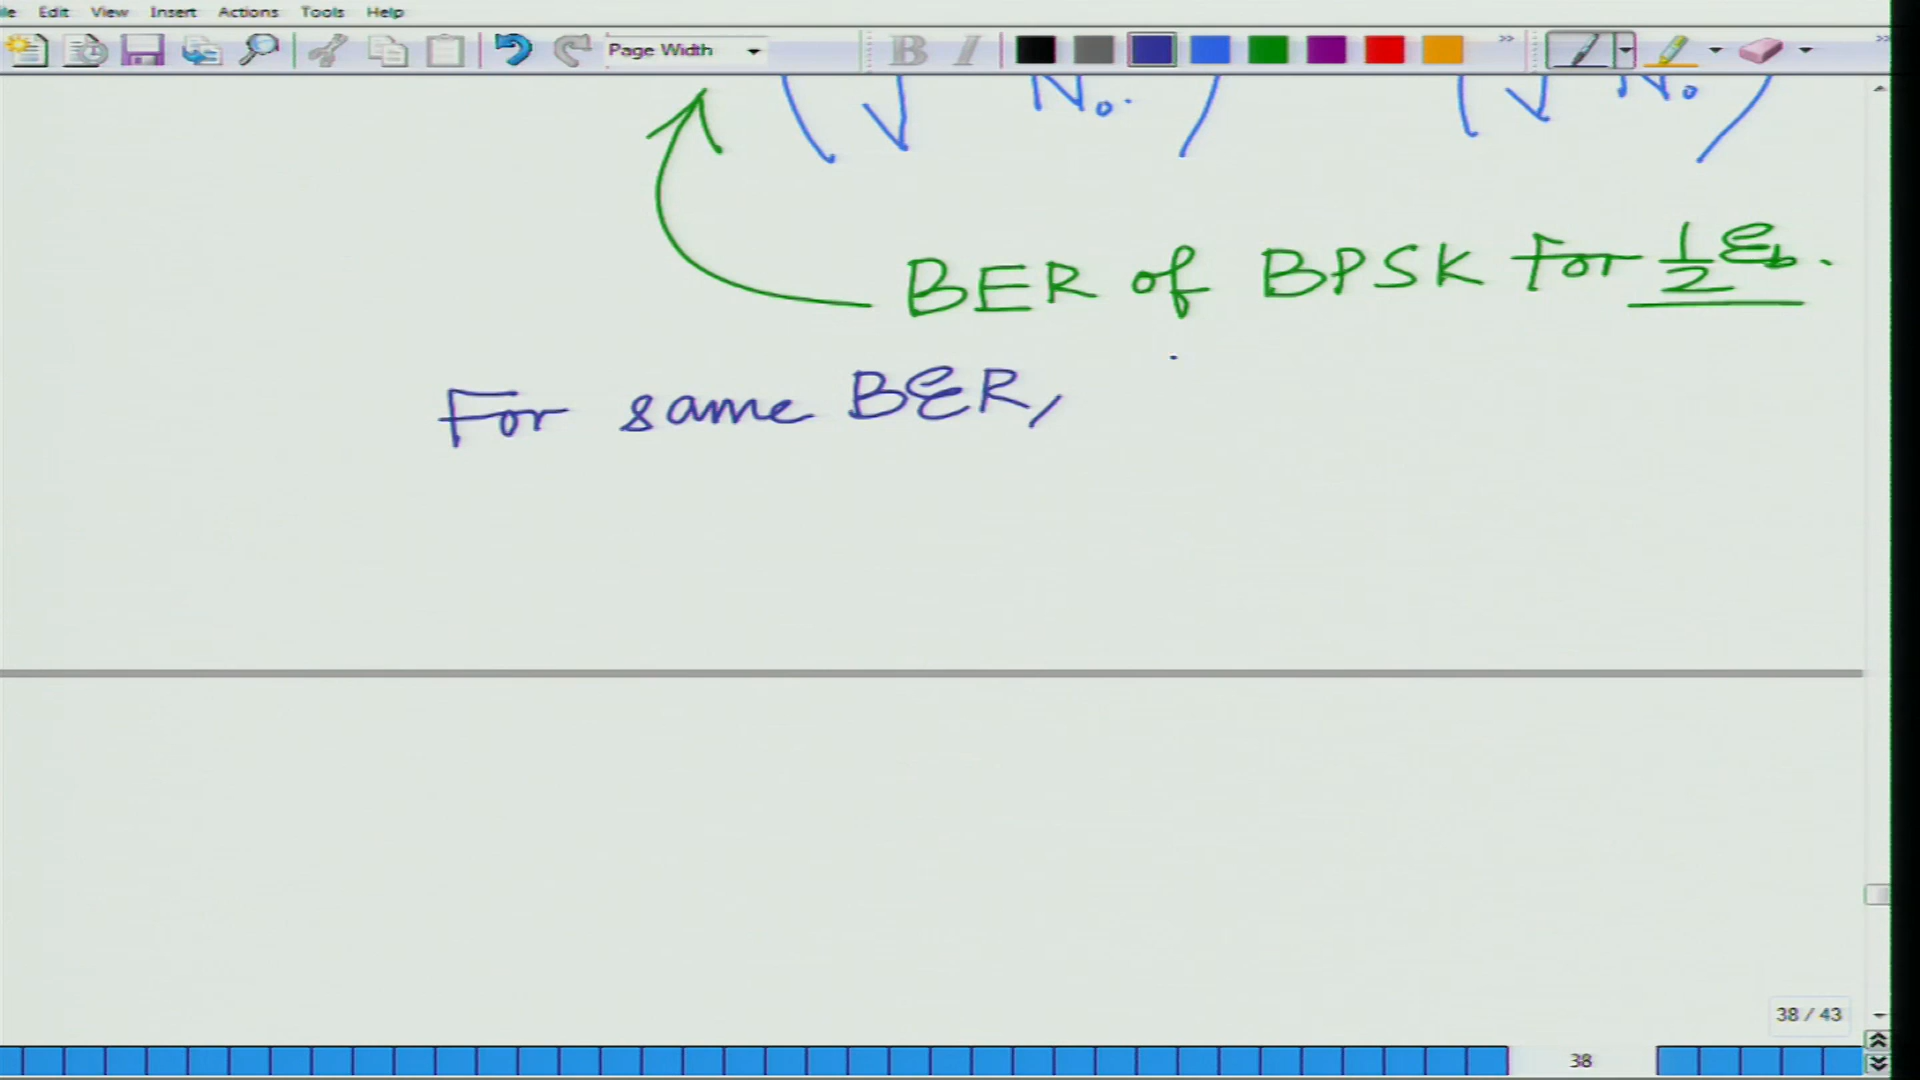 Edit View Insert Actions Tools Help
Page Width B I
( √ N₀. ) ( √ N₀ )
BER of BPSK for 1/2 Eb.
For same BER,
38 / 43
38